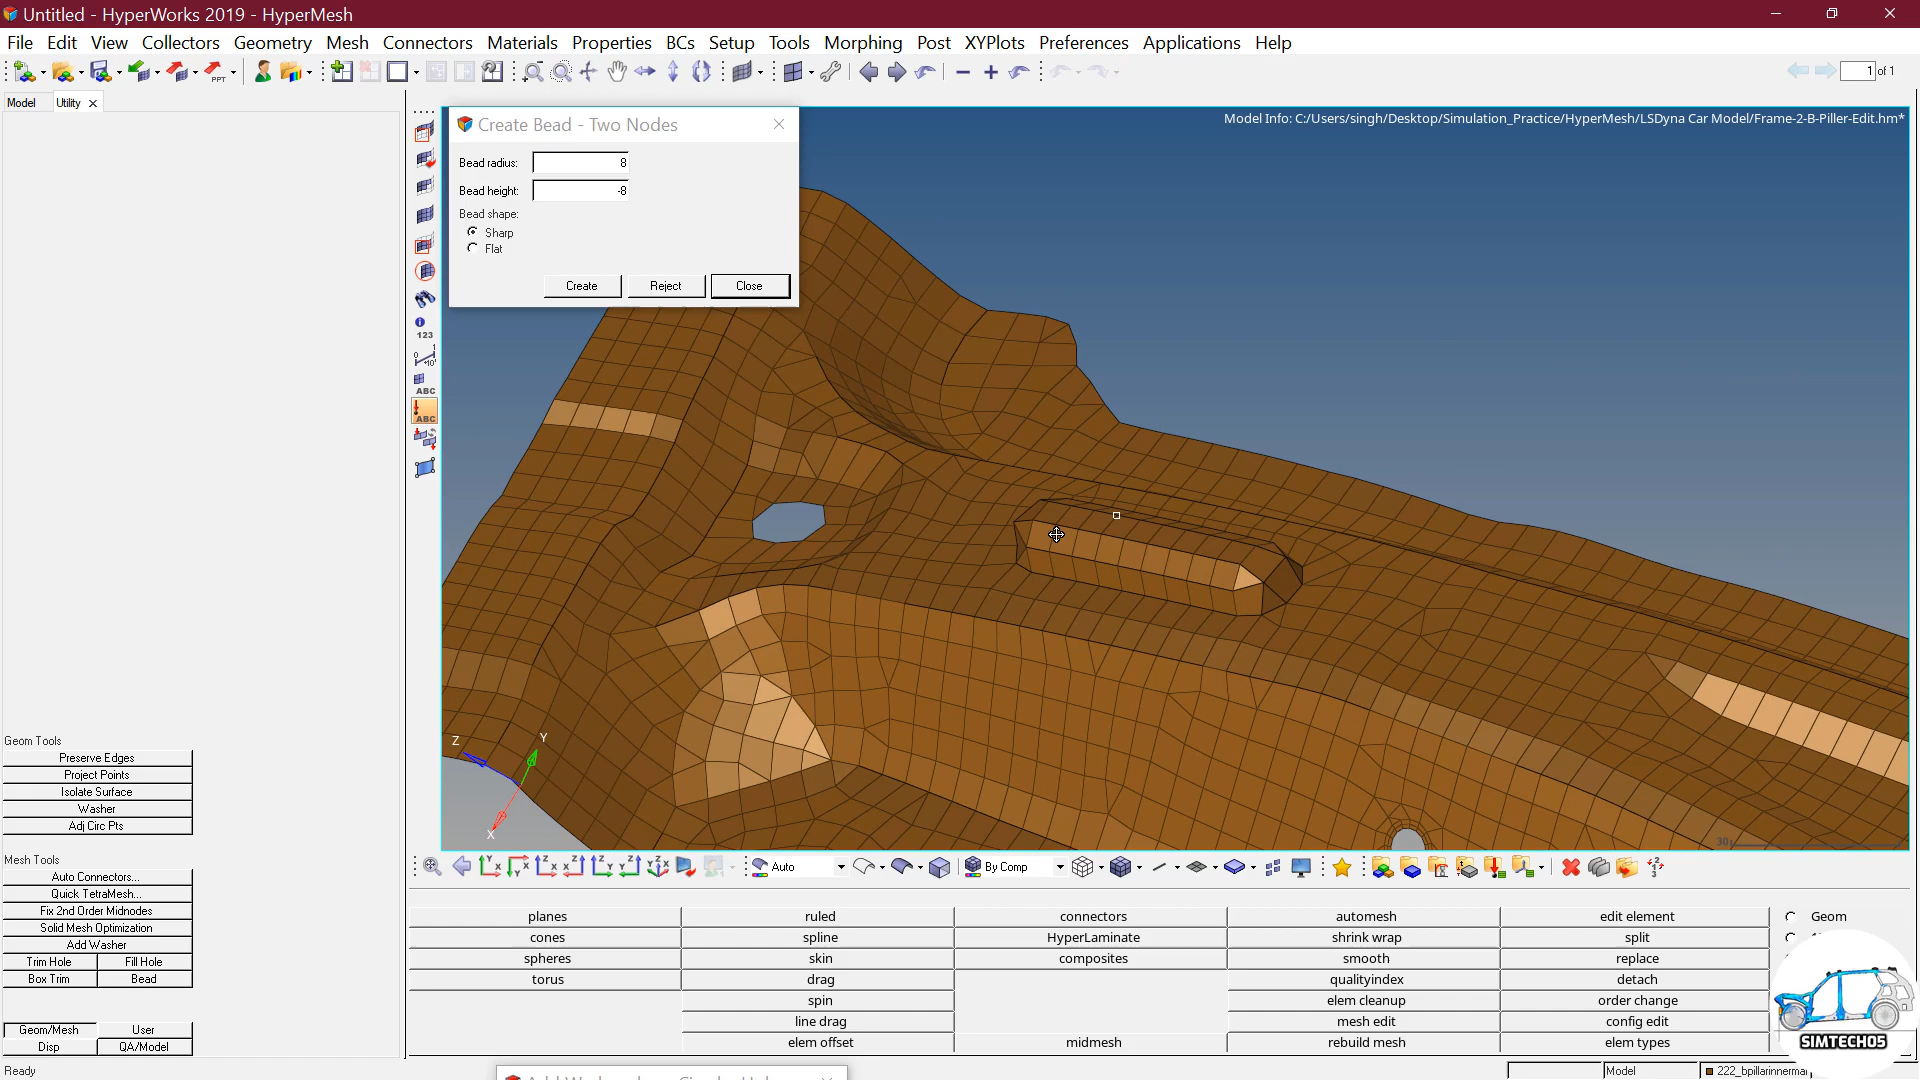 Untitled - HyperWorks 2019 - HyperMesh
File Edit View Collectors Geometry Mesh Connectors Materials Properties BCs Setup Tools Morphing Post XYPlots Preferences Applications Help
PPT
1 of 1
Model Utility
Create Bead - Two Nodes
Model Info: C:/Users/singh/Desktop/Simulation_Practice/HyperMesh/LSDyna Car Model/Frame-2-B-Piller-Edit.hm*
Bead radius: 8
Bead height: -8
Bead shape:
Sharp
Flat
Create Reject Close
123
ABC
ABC
Z
Y
X
30
Geom Tools
Preserve Edges
Project Points
Isolate Surface
Washer
Adj Circ Pts
Mesh Tools
Auto Connectors...
Quick TetraMesh...
Fix 2nd Order Midnodes
Solid Mesh Optimization
Add Washer
Trim Hole Fill Hole
Box Trim Bead
Geom/Mesh User
Disp QA/Model
Auto By Comp
planes ruled connectors automesh edit element Geom
cones spline HyperLaminate shrink wrap split
spheres skin composites smooth replace
torus drag qualityindex detach
spin elem cleanup order change
line drag mesh edit config edit
elem offset midmesh rebuild mesh elem types
SIMTECH05
Ready
Model
222_bpillarinnerma